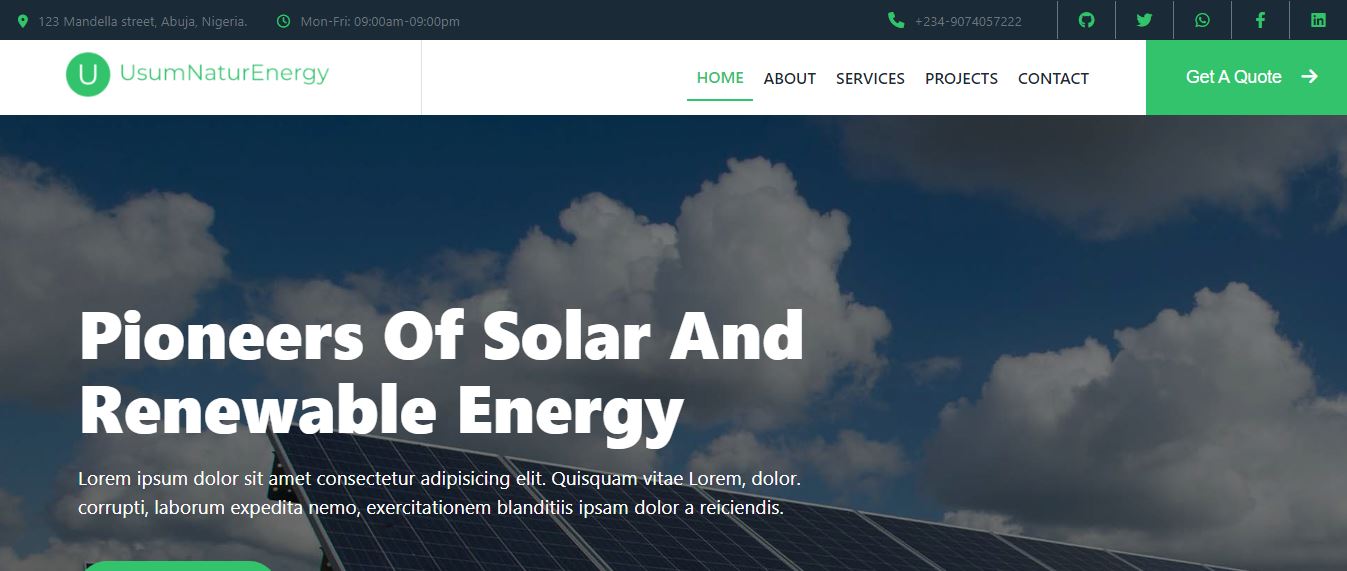 123 Mandella street, Abuja, Nigeria.
Mon-Fri: 09:00am-09:00pm
+234-9074057222
U UsumNaturEnergy
HOME ABOUT SERVICES PROJECTS CONTACT
Get A Quote
Pioneers Of Solar And
Renewable Energy
Lorem ipsum dolor sit amet consectetur adipisicing elit. Quisquam vitae Lorem, dolor.
corrupti, laborum expedita nemo, exercitationem blanditiis ipsam dolor a reiciendis.